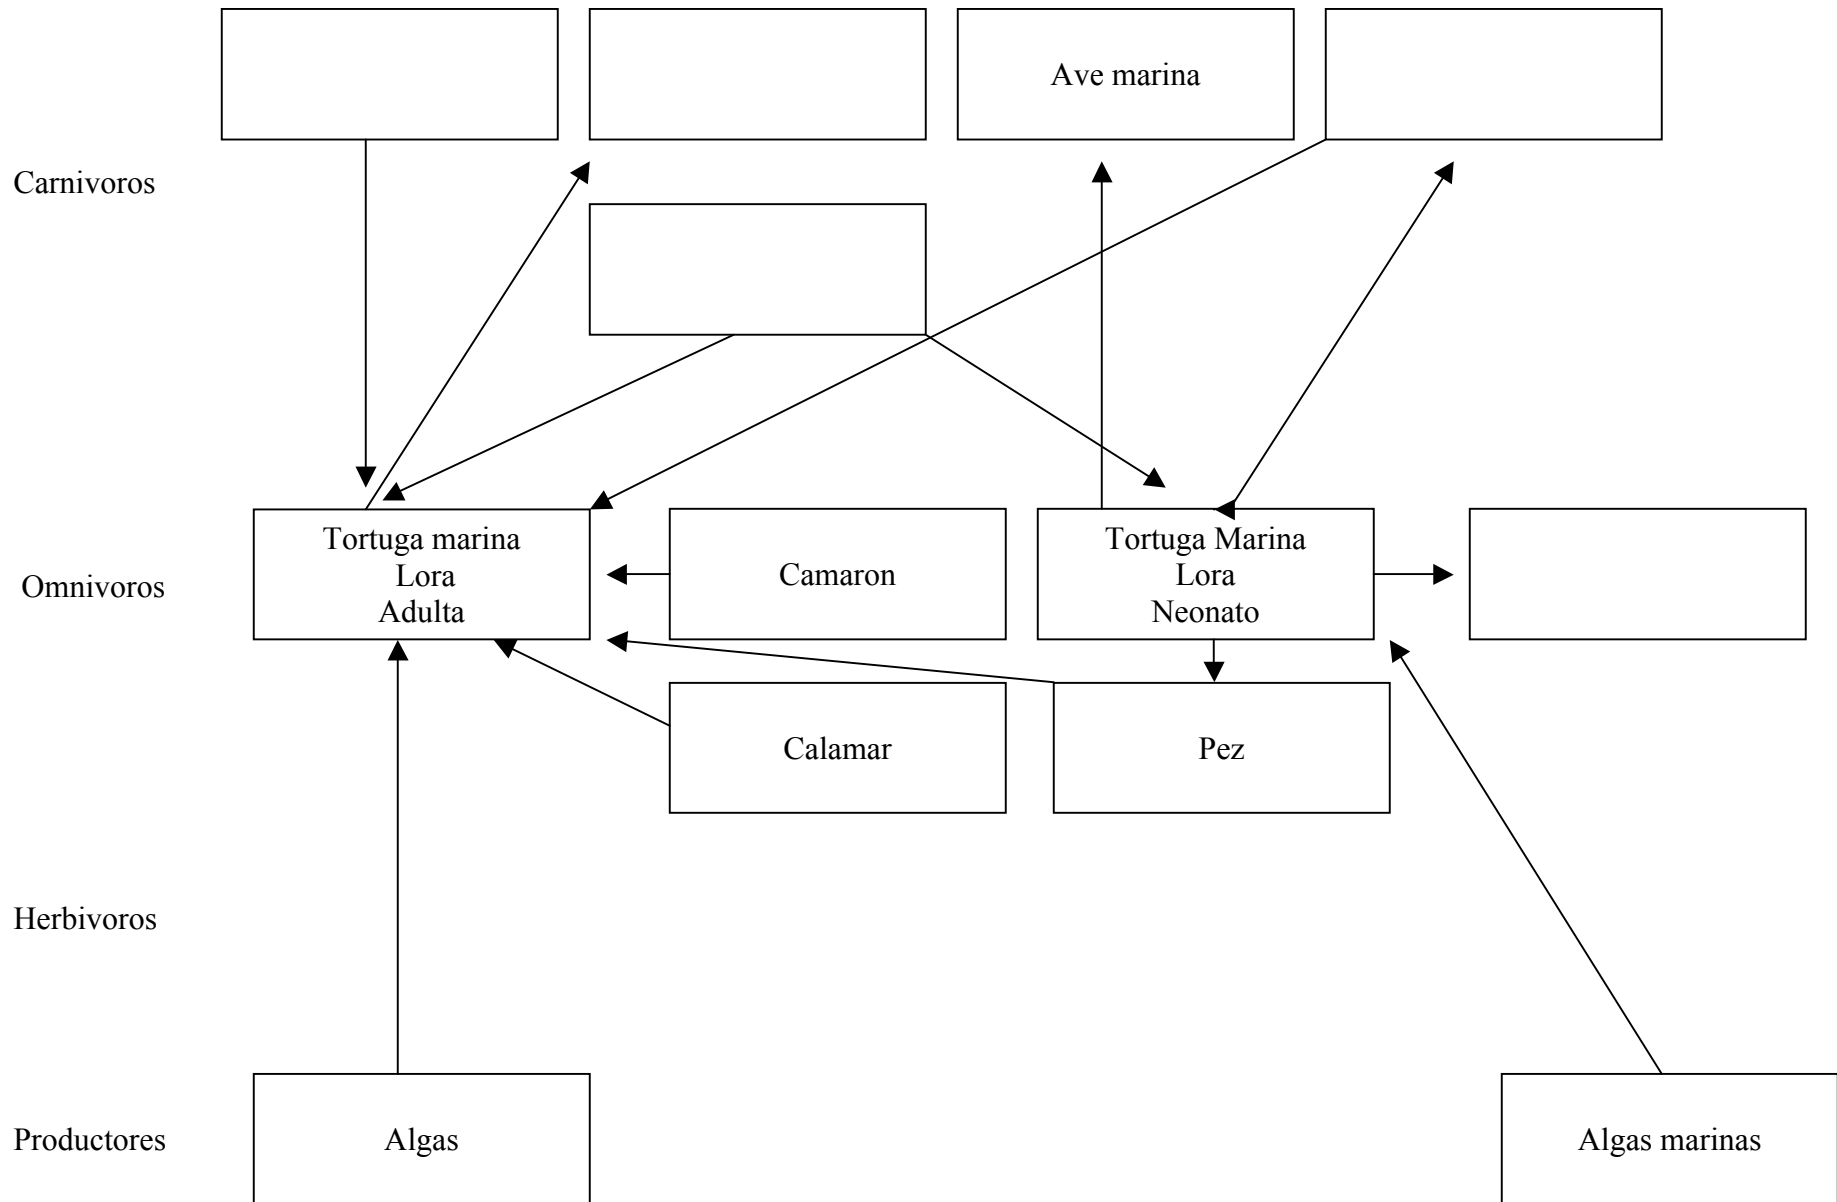 Ave marina
Carnivoros
Tortuga marina
Lora
Adulta
Camaron
Tortuga Marina
Lora
Neonato
Omnivoros
Calamar
Pez
Herbivoros
Productores
Algas
Algas marinas